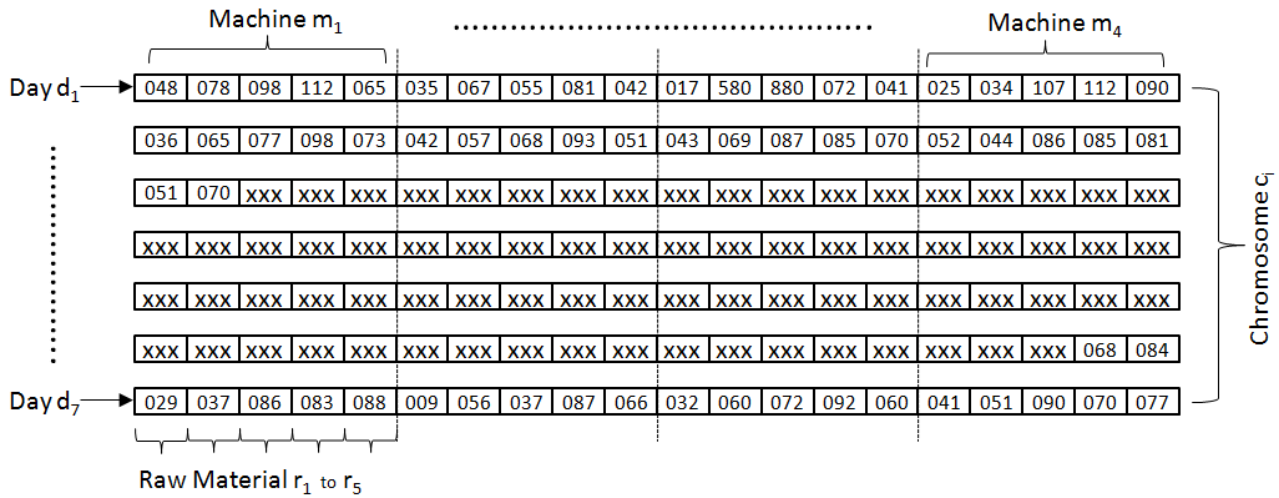 Machine m1 Machine m4
Day d1 048 078 098 112 065 035 067 055 081 042 017 580 880 072 041 025 034 107 112 090
036 065 077 098 073 042 057 068 093 051 043 069 087 085 070 052 044 086 085 081
051 070 xxx xxx xxx xxx xxx xxx xxx xxx xxx xxx xxx xxx xxx xxx xxx xxx xxx xxx
xxx xxx xxx xxx xxx xxx xxx xxx xxx xxx xxx xxx xxx xxx xxx xxx xxx xxx xxx xxx
xxx xxx xxx xxx xxx xxx xxx xxx xxx xxx xxx xxx xxx xxx xxx xxx xxx xxx xxx xxx
xxx xxx xxx xxx xxx xxx xxx xxx xxx xxx xxx xxx xxx xxx xxx xxx xxx xxx 068 084
Day d7 029 037 086 083 088 009 056 037 087 066 032 060 072 092 060 041 051 090 070 077
Raw Material r1 to r5
Chromosome ci